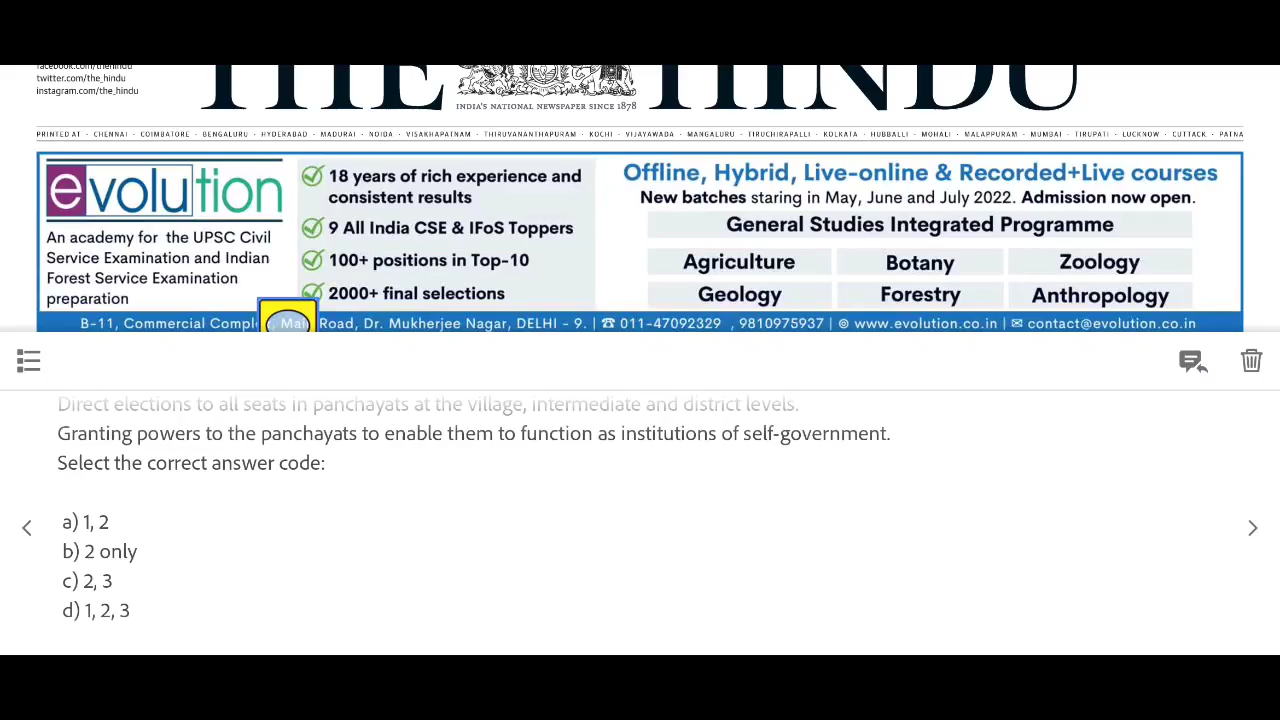 facebook.com/thehindu
twitter.com/the_hindu
instagram.com/the_hindu
THE HINDU
INDIA'S NATIONAL NEWSPAPER SINCE 1878
PRINTED AT · CHENNAI · COIMBATORE · BENGALURU · HYDERABAD · MADURAI · NOIDA · VISAKHAPATNAM · THIRUVANANTHAPURAM · KOCHI · VIJAYAWADA · MANGALURU · TIRUCHIRAPALLI · KOLKATA · HUBBALLI · MOHALI · MALAPPURAM · MUMBAI · TIRUPATI · LUCKNOW · CUTTACK · PATNA
evolution
An academy for the UPSC Civil
Service Examination and Indian
Forest Service Examination
preparation
18 years of rich experience and
consistent results
9 All India CSE & IFoS Toppers
100+ positions in Top-10
2000+ final selections
Offline, Hybrid, Live-online & Recorded+Live courses
New batches staring in May, June and July 2022. Admission now open.
General Studies Integrated Programme
Agriculture Botany Zoology
Geology Forestry Anthropology
B-11, Commercial Road, Dr. Mukherjee Nagar, DELHI - 9. | ☎ 011-47092329 , 9810975937 | www.evolution.co.in | ✉ contact@evolution.co.in
Direct elections to all seats in panchayats at the village, intermediate and district levels.
Granting powers to the panchayats to enable them to function as institutions of self-government.
Select the correct answer code:
a) 1, 2
b) 2 only
c) 2, 3
d) 1, 2, 3